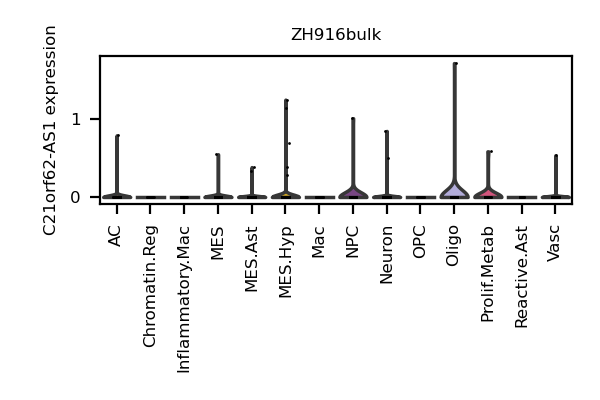 ZH916bulk
C21orf62-AS1 expression
1
0
AC
Chromatin.Reg
Inflammatory.Mac
MES
MES.Ast
MES.Hyp
Mac
NPC
Neuron
OPC
Oligo
Prolif.Metab
Reactive.Ast
Vasc